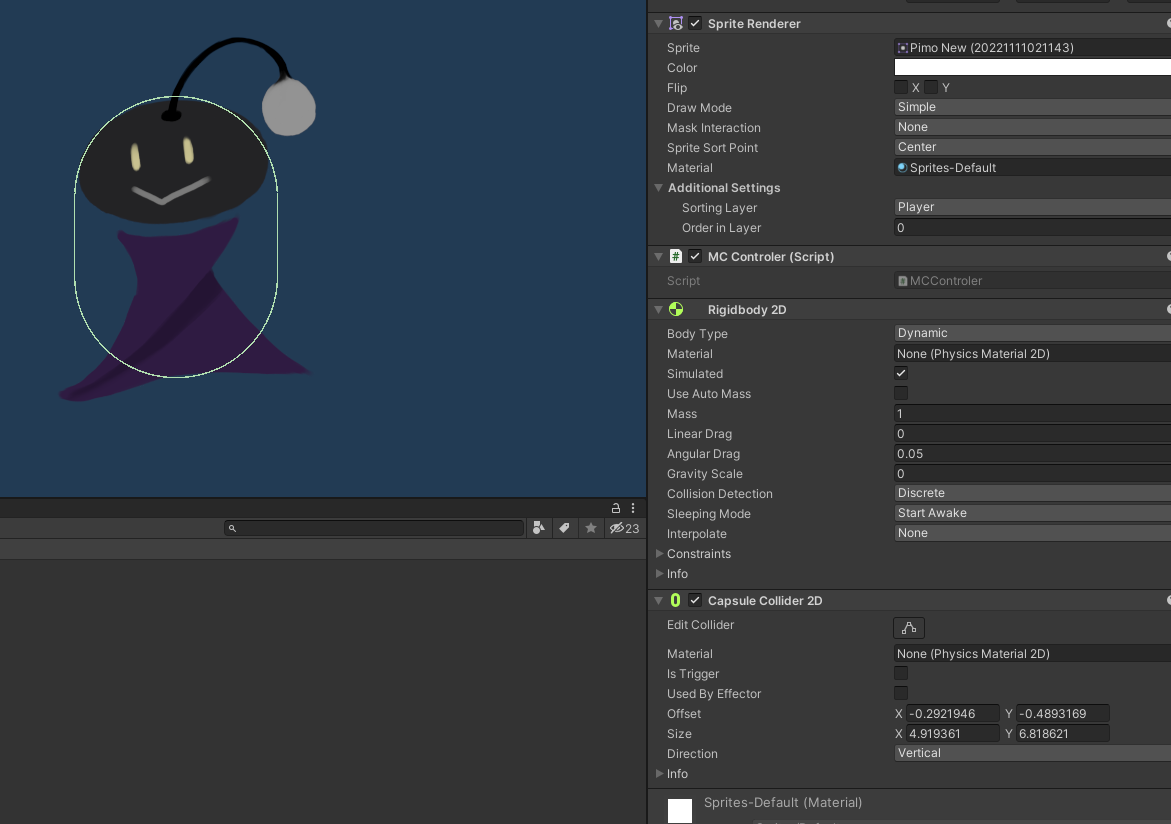 Sprite Renderer
Sprite Pimo New (20221111021143)
Color
Flip X Y
Draw Mode Simple
Mask Interaction None
Sprite Sort Point Center
Material Sprites-Default
Additional Settings
Sorting Layer Player
Order in Layer 0
# MC Controler (Script)
Script MCControler
Rigidbody 2D
Body Type Dynamic
Material None (Physics Material 2D)
Simulated
Use Auto Mass
Mass 1
Linear Drag 0
Angular Drag 0.05
Gravity Scale 0
Collision Detection Discrete
Sleeping Mode Start Awake
23 Interpolate None
Constraints
Info
Capsule Collider 2D
Edit Collider
Material None (Physics Material 2D)
Is Trigger
Used By Effector
Offset X -0.2921946 Y -0.4893169
Size X 4.919361 Y 6.818621
Direction Vertical
Info
Sprites-Default (Material)